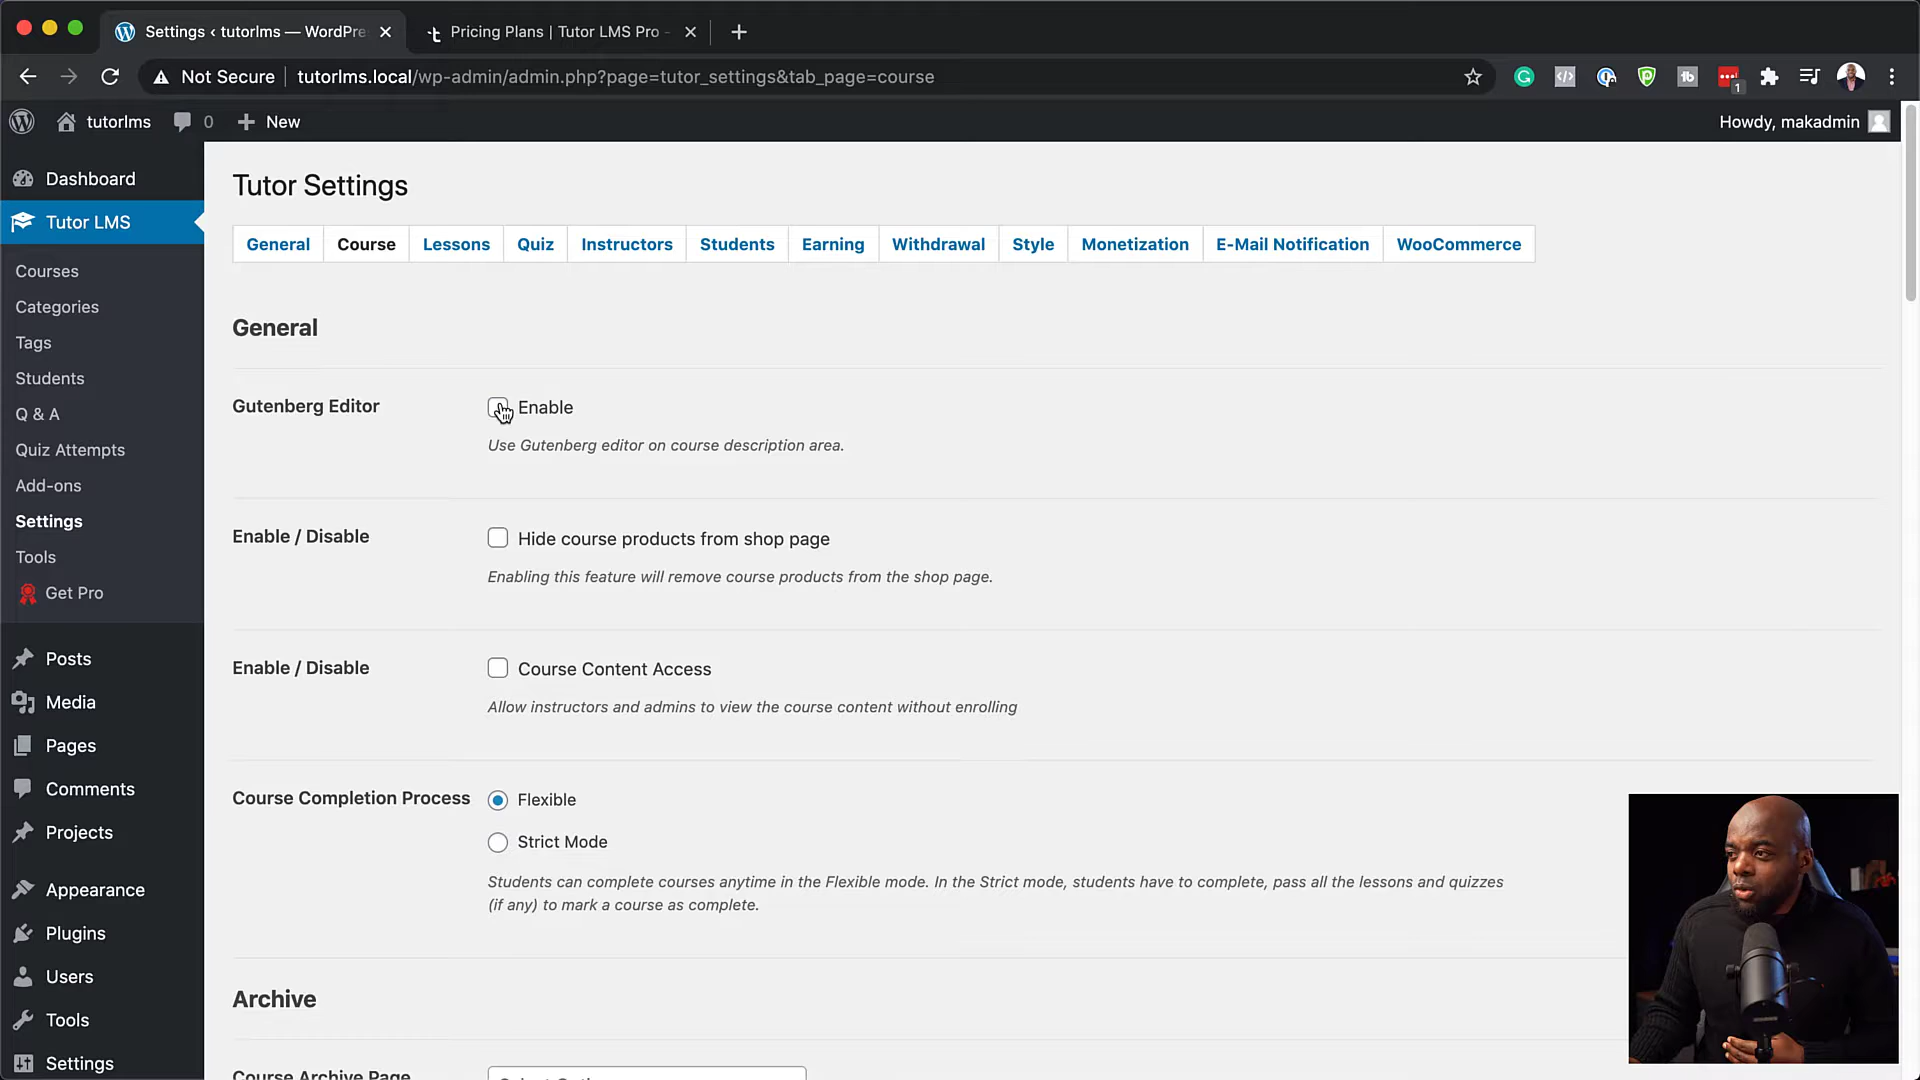 Settings ‹ tutorlms — WordPre
Pricing Plans | Tutor LMS Pro -
Not Secure
tutorlms.local/wp-admin/admin.php?page=tutor_settings&tab_page=course
1
tutorlms
0
New
Howdy, makadmin
Dashboard
Tutor LMS
Courses
Categories
Tags
Students
Q & A
Quiz Attempts
Add-ons
Settings
Tools
Get Pro
Posts
Media
Pages
Comments
Projects
Appearance
Plugins
Users
Tools
Settings
Tutor Settings
General
Course
Lessons
Quiz
Instructors
Students
Earning
Withdrawal
Style
Monetization
E-Mail Notification
WooCommerce
General
Gutenberg Editor
Enable
Use Gutenberg editor on course description area.
Enable / Disable
Hide course products from shop page
Enabling this feature will remove course products from the shop page.
Enable / Disable
Course Content Access
Allow instructors and admins to view the course content without enrolling
Course Completion Process
Flexible
Strict Mode
Students can complete courses anytime in the Flexible mode. In the Strict mode, students have to complete, pass all the lessons and quizzes
(if any) to mark a course as complete.
Archive
Course Archive Page